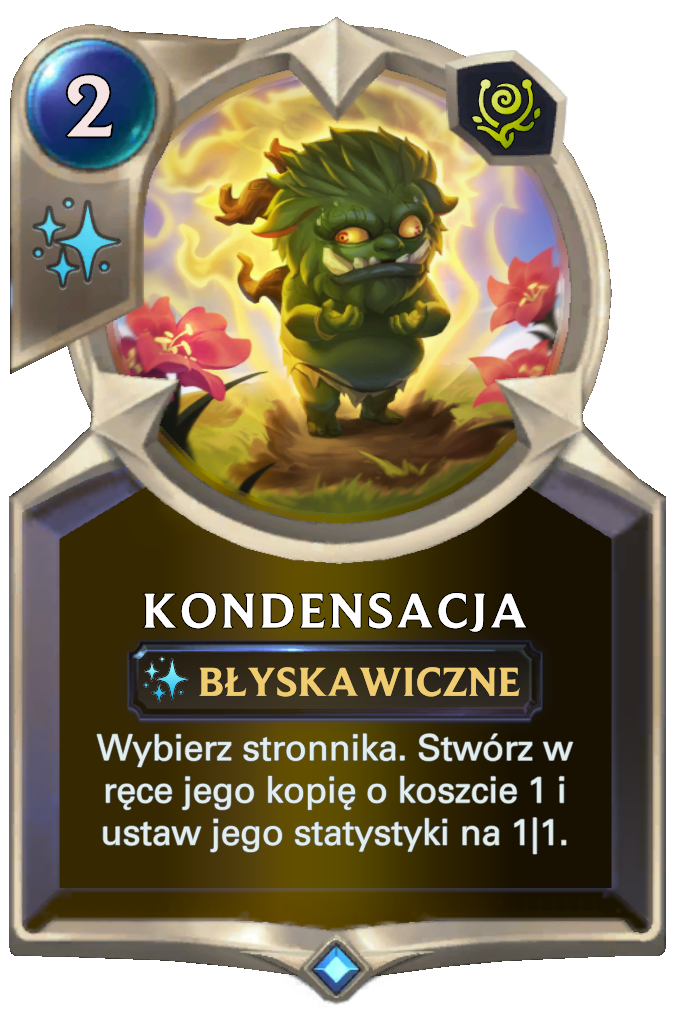 2
KONDENSACJA
BŁYSKAWICZNE
Wybierz stronnika. Stwórz w
ręce jego kopię o koszcie 1 i
ustaw jego statystyki na 1|1.